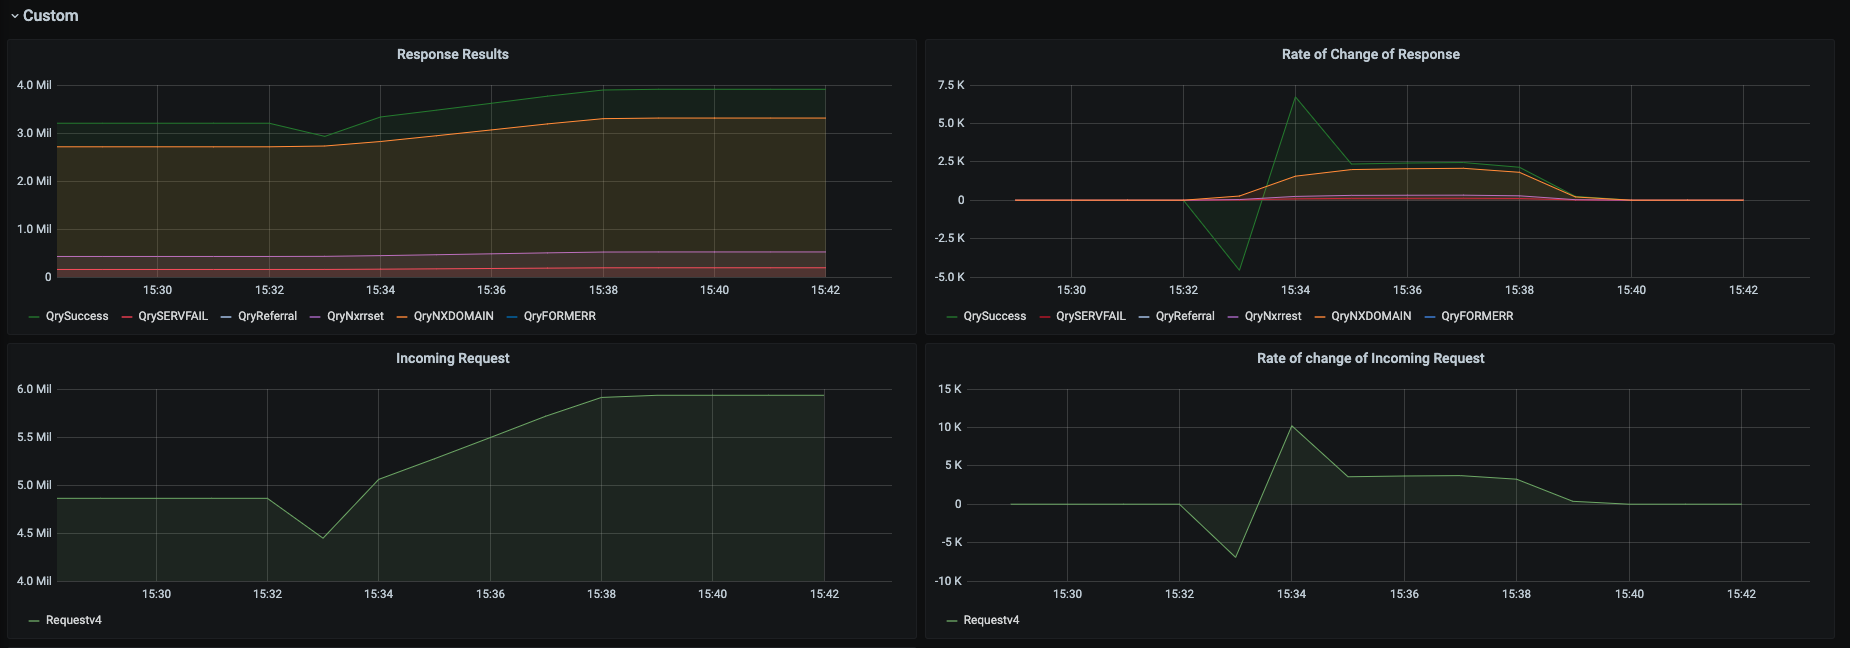 Custom
Response Results
4.0 Mil
3.0 Mil
2.0 Mil
1.0 Mil
0
15:30 15:32 15:34 15:36 15:38 15:40 15:42
QrySuccess QrySERVFAIL QryReferral QryNxrrset QryNXDOMAIN QryFORMERR
Rate of Change of Response
7.5 K
5.0 K
2.5 K
0
-2.5 K
-5.0 K
15:30 15:32 15:34 15:36 15:38 15:40 15:42
QrySuccess QrySERVFAIL QryReferral QryNxrrest QryNXDOMAIN QryFORMERR
Incoming Request
6.0 Mil
5.5 Mil
5.0 Mil
4.5 Mil
4.0 Mil
15:30 15:32 15:34 15:36 15:38 15:40 15:42
Requestv4
Rate of change of Incoming Request
15 K
10 K
5 K
0
-5 K
-10 K
15:30 15:32 15:34 15:36 15:38 15:40 15:42
Requestv4